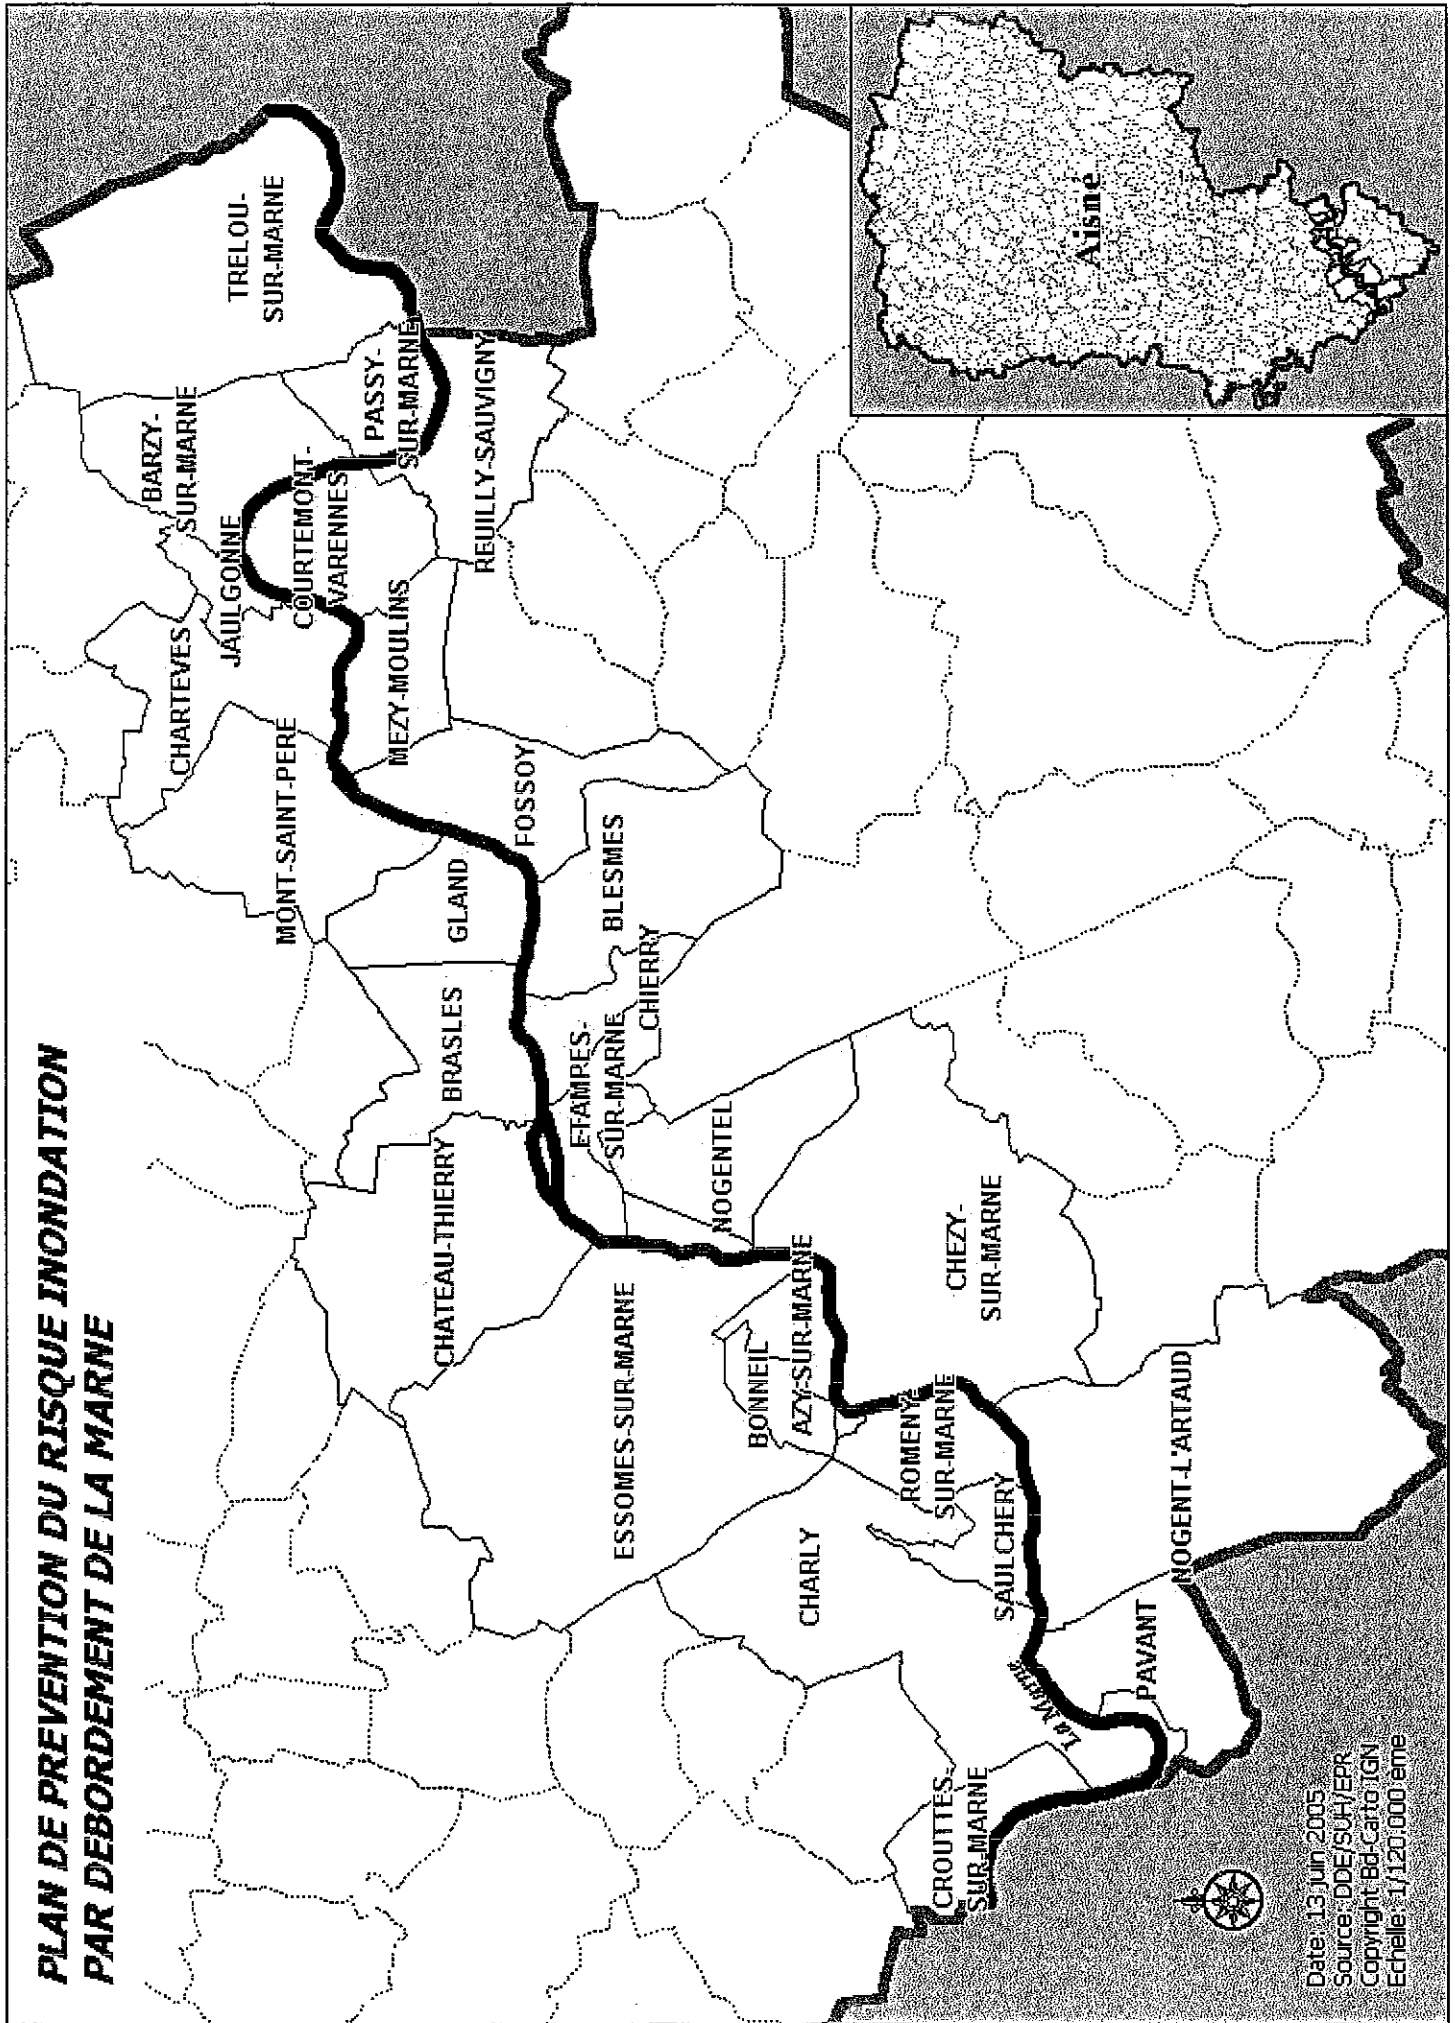 PLAN DE PREVENTION DU RISQUE INONDATION
PAR DEBORDEMENT DE LA MARNE
TRELOU-
SUR-MARNE
BARZY-
SUR-MARNE
PASSY-
SUR-MARNE
JAULGONNE
COURTEMONT-
VARENNES
REUILLY-SAUVIGNY
CHARTEVES
MONT-SAINT-PERE
MEZY-MOULINS
FOSSOY
GLAND
BLESMES
BRASLES
CHIERRY
ETAMPES-
SUR-MARNE
CHATEAU-THIERRY
NOGENTEL
ESSOMES-SUR-MARNE
CHEZY-
SUR-MARNE
BONNEIL
AZY-SUR-MARNE
ROMENY-
SUR-MARNE
CHARLY
SAULCHERY
NOGENT-L'ARTAUD
PAVANT
La Marne
CROUTTES-
SUR-MARNE
Aisne
Date: 13 juin 2005
Source: DDE/SUH/EPR
Copyright Bd-Carto IGN
Echelle: 1/120.000 eme